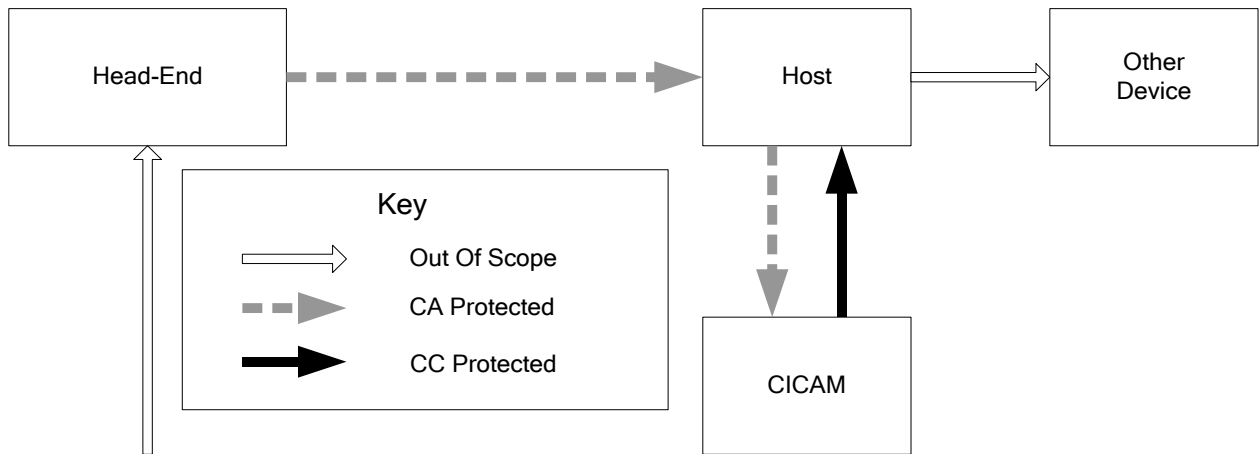 Head-End
Host
Other
Device
Key
Out Of Scope
CA Protected
CC Protected
CICAM